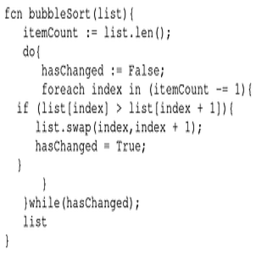 fcn bubbleSort(list){
itemCount := list.len();
do{
hasChanged := False;
foreach index in (itemCount -= 1){
if (list[index] > list[index + 1]){
list.swap(index,index + 1);
hasChanged = True;
}
}
}while(hasChanged);
list
}